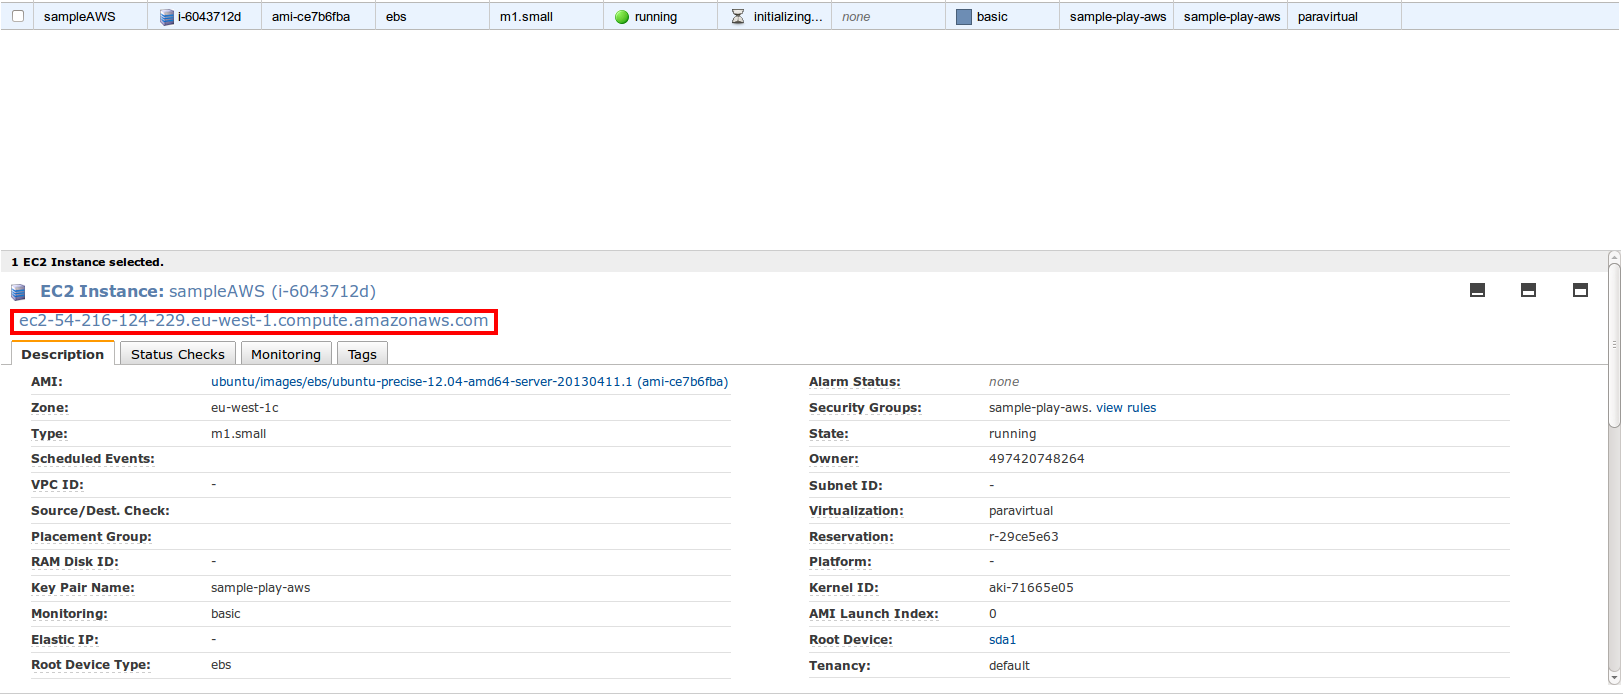 sampleAWS i-6043712d ami-ce7b6fba ebs m1.small running initializing... none basic sample-play-aws sample-play-aws paravirtual
1 EC2 Instance selected.
EC2 Instance: sampleAWS (i-6043712d)
ec2-54-216-124-229.eu-west-1.compute.amazonaws.com
Description Status Checks Monitoring Tags
AMI: ubuntu/images/ebs/ubuntu-precise-12.04-amd64-server-20130411.1 (ami-ce7b6fba) Alarm Status: none
Zone: eu-west-1c Security Groups: sample-play-aws. view rules
Type: m1.small State: running
Scheduled Events: Owner: 497420748264
VPC ID: - Subnet ID: -
Source/Dest. Check: Virtualization: paravirtual
Placement Group: Reservation: r-29ce5e63
RAM Disk ID: - Platform: -
Key Pair Name: sample-play-aws Kernel ID: aki-71665e05
Monitoring: basic AMI Launch Index: 0
Elastic IP: - Root Device: sda1
Root Device Type: ebs Tenancy: default